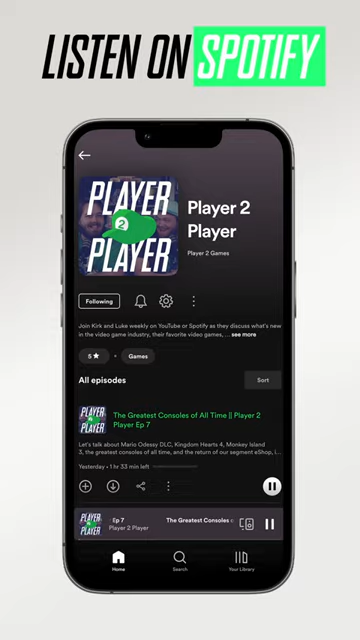 LISTEN ON SPOTIFY
PLAYER
2
PLAYER
Player 2
Player
Player 2 Games
Following
Join Kirk and Luke weekly on YouTube or Spotify as they discuss what's new
in the video game industry, their favorite video games, ... see more
5★ • Games
All episodes
Sort
PLAYER
PLAYER
The Greatest Consoles of All Time || Player 2
Player Ep 7
Let's talk about Mario Odessy DLC, Kingdom Hearts 4, Monkey Island
3, the greatest consoles of all time, and the return of our segment eShop, i...
Yesterday • 1 hr 33 min left
PLAYER
PLAYER
Ep 7
The Greatest Consoles o
Player 2 Player
Home
Search
Your Library